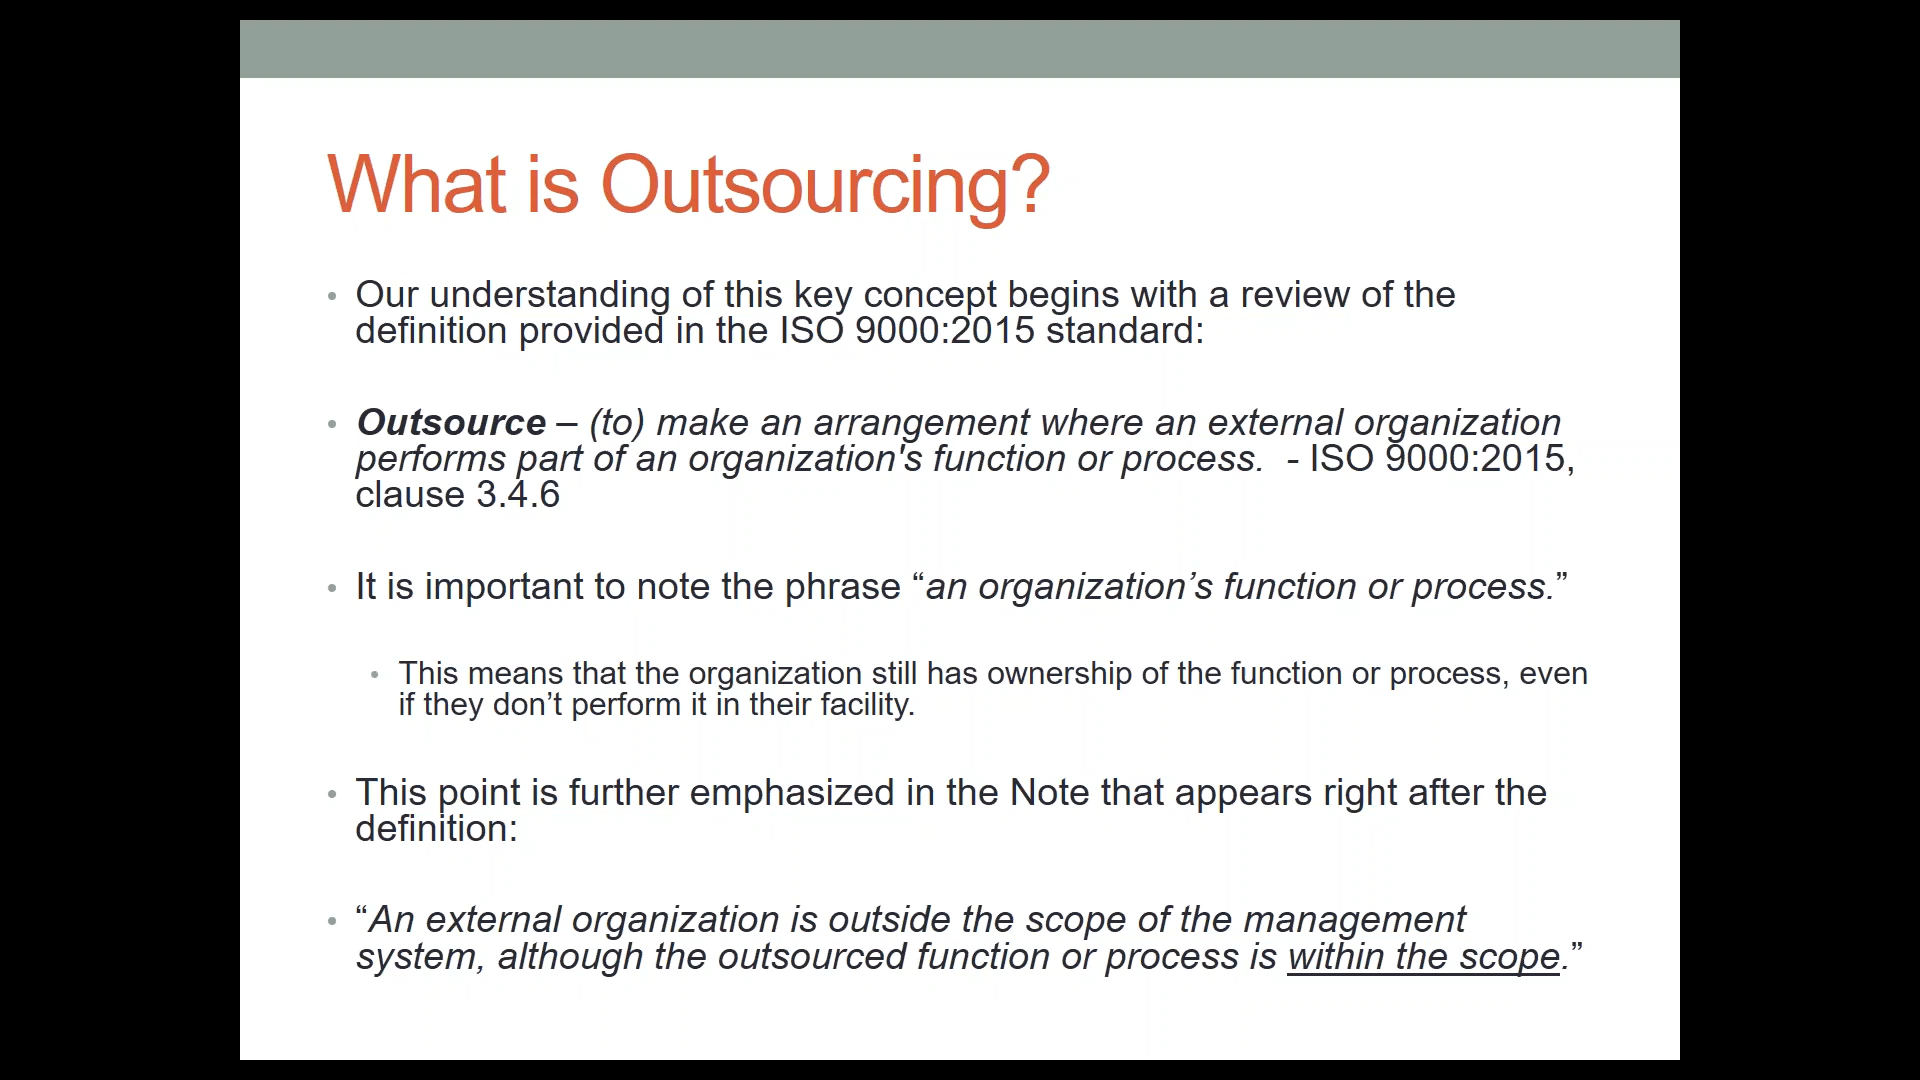 What is Outsourcing?
• Our understanding of this key concept begins with a review of the
definition provided in the ISO 9000:2015 standard:
• Outsource – (to) make an arrangement where an external organization
performs part of an organization's function or process.  - ISO 9000:2015,
clause 3.4.6
• It is important to note the phrase “an organization’s function or process.”
• This means that the organization still has ownership of the function or process, even
if they don’t perform it in their facility.
• This point is further emphasized in the Note that appears right after the
definition:
• “An external organization is outside the scope of the management
system, although the outsourced function or process is within the scope.”